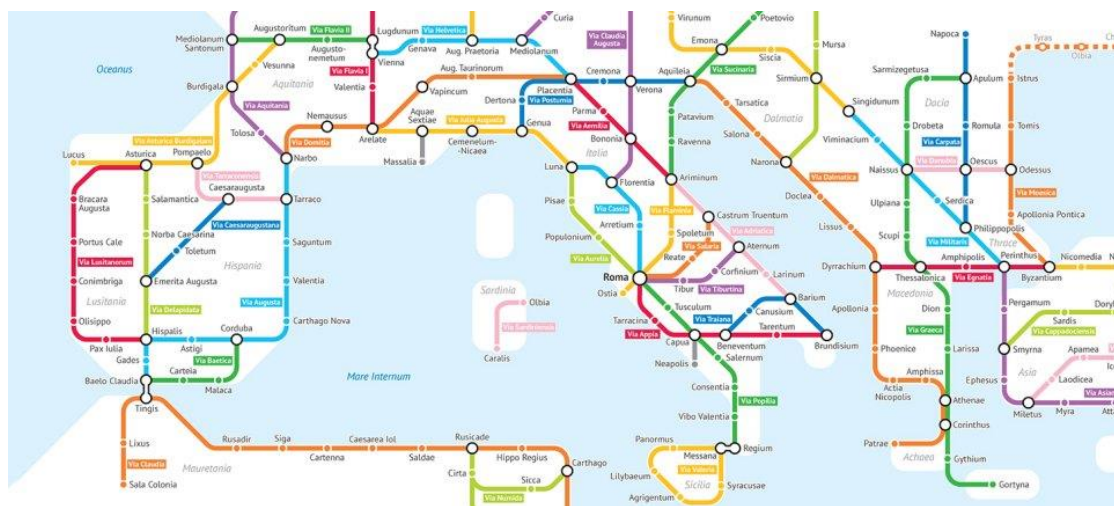 Mediolanum
Santonum
Augustoritum
Via Flavia II
Augusto-
nemetum
Vesunna
Burdigala
Aquitania
Via Aquitania
Tolosa
Oceanus
Via Asturica Burdigalam
Lucus
Asturica
Pompaelo
Via Tarraconensis
Caesaraugusta
Bracara
Augusta
Salamantica
Via Caesaraugustana
Portus Cale
Norba Caesarina
Toletum
Via Lusitanorum
Hispania
Conimbriga
Emerita Augusta
Lusitania
Via Delapidata
Olisippo
Pax Iulia
Hispalis
Astigi
Corduba
Gades
Via Baetica
Baelo Claudia
Carteia
Malaca
Tingis
Lixus
Via Claudia
Sala Colonia
Mauretania
Rusadir
Siga
Cartenna
Caesarea Iol
Saldae
Rusicade
Hippo Regius
Carthago
Cirta
Sicca
Via Numida
Lugdunum
Vienna
Via Flavia I
Valentia
Via Helvetica
Genava
Aug. Praetoria
Curia
Mediolanum
Aug. Taurinorum
Vapincum
Nemausus
Via Domitia
Narbo
Arelate
Aquae
Sextiae
Massalia
Via Julia Augusta
Cemenelum-
Nicaea
Tarraco
Saguntum
Valentia
Via Augusta
Carthago Nova
Mare Internum
Placentia
Cremona
Via Claudia
Augusta
Verona
Aquileia
Dertona
Via Postumia
Genua
Parma
Via Aemilia
Bononia
Italia
Patavium
Ravenna
Luna
Florentia
Ariminum
Pisae
Via Cassia
Arretium
Via Flaminia
Castrum Truentum
Populonium
Spoletum
Via Salaria
Reate
Via Adriatica
Aternum
Via Aurelia
Roma
Ostia
Tibur
Corfinium
Via Tiburtina
Larinum
Sardinia
Olbia
Via Sardiniensis
Caralis
Tusculum
Tarracina
Via Appia
Via Traiana
Canusium
Barium
Capua
Beneventum
Tarentum
Brundisium
Neapolis
Salernum
Consentia
Via Popilia
Vibo Valentia
Regium
Panormus
Messana
Via Valeria
Lilybaeum
Sicilia
Syracusae
Agrigentum
Virunum
Poetovio
Emona
Siscia
Mursa
Via Sucinaria
Sirmium
Tarsatica
Dalmatia
Singidunum
Salona
Viminacium
Narona
Via Dalmatica
Doclea
Lissus
Dyrrachium
Apollonia
Phoenice
Actia
Nicopolis
Amphissa
Patrae
Napoca
Sarmizegetusa
Apulum
Dacia
Drobeta
Romula
Via Carpata
Naissus
Oescus
Ulpiana
Serdica
Scupi
Philippopolis
Via Militaris
Thrace
Thessalonica
Amphipolis
Via Egnatia
Perinthus
Byzantium
Nicomedia
Macedonia
Dion
Via Graeca
Larissa
Athenae
Corinthus
Achaea
Gythium
Gortyna
Tyras
Olbia
Istrus
Tomis
Odessus
Via Moesica
Apollonia Pontica
Pergamum
Sardis
Via Cappadociensis
Smyrna
Apamea
Asia
Ephesus
Laodicea
Miletus
Myra